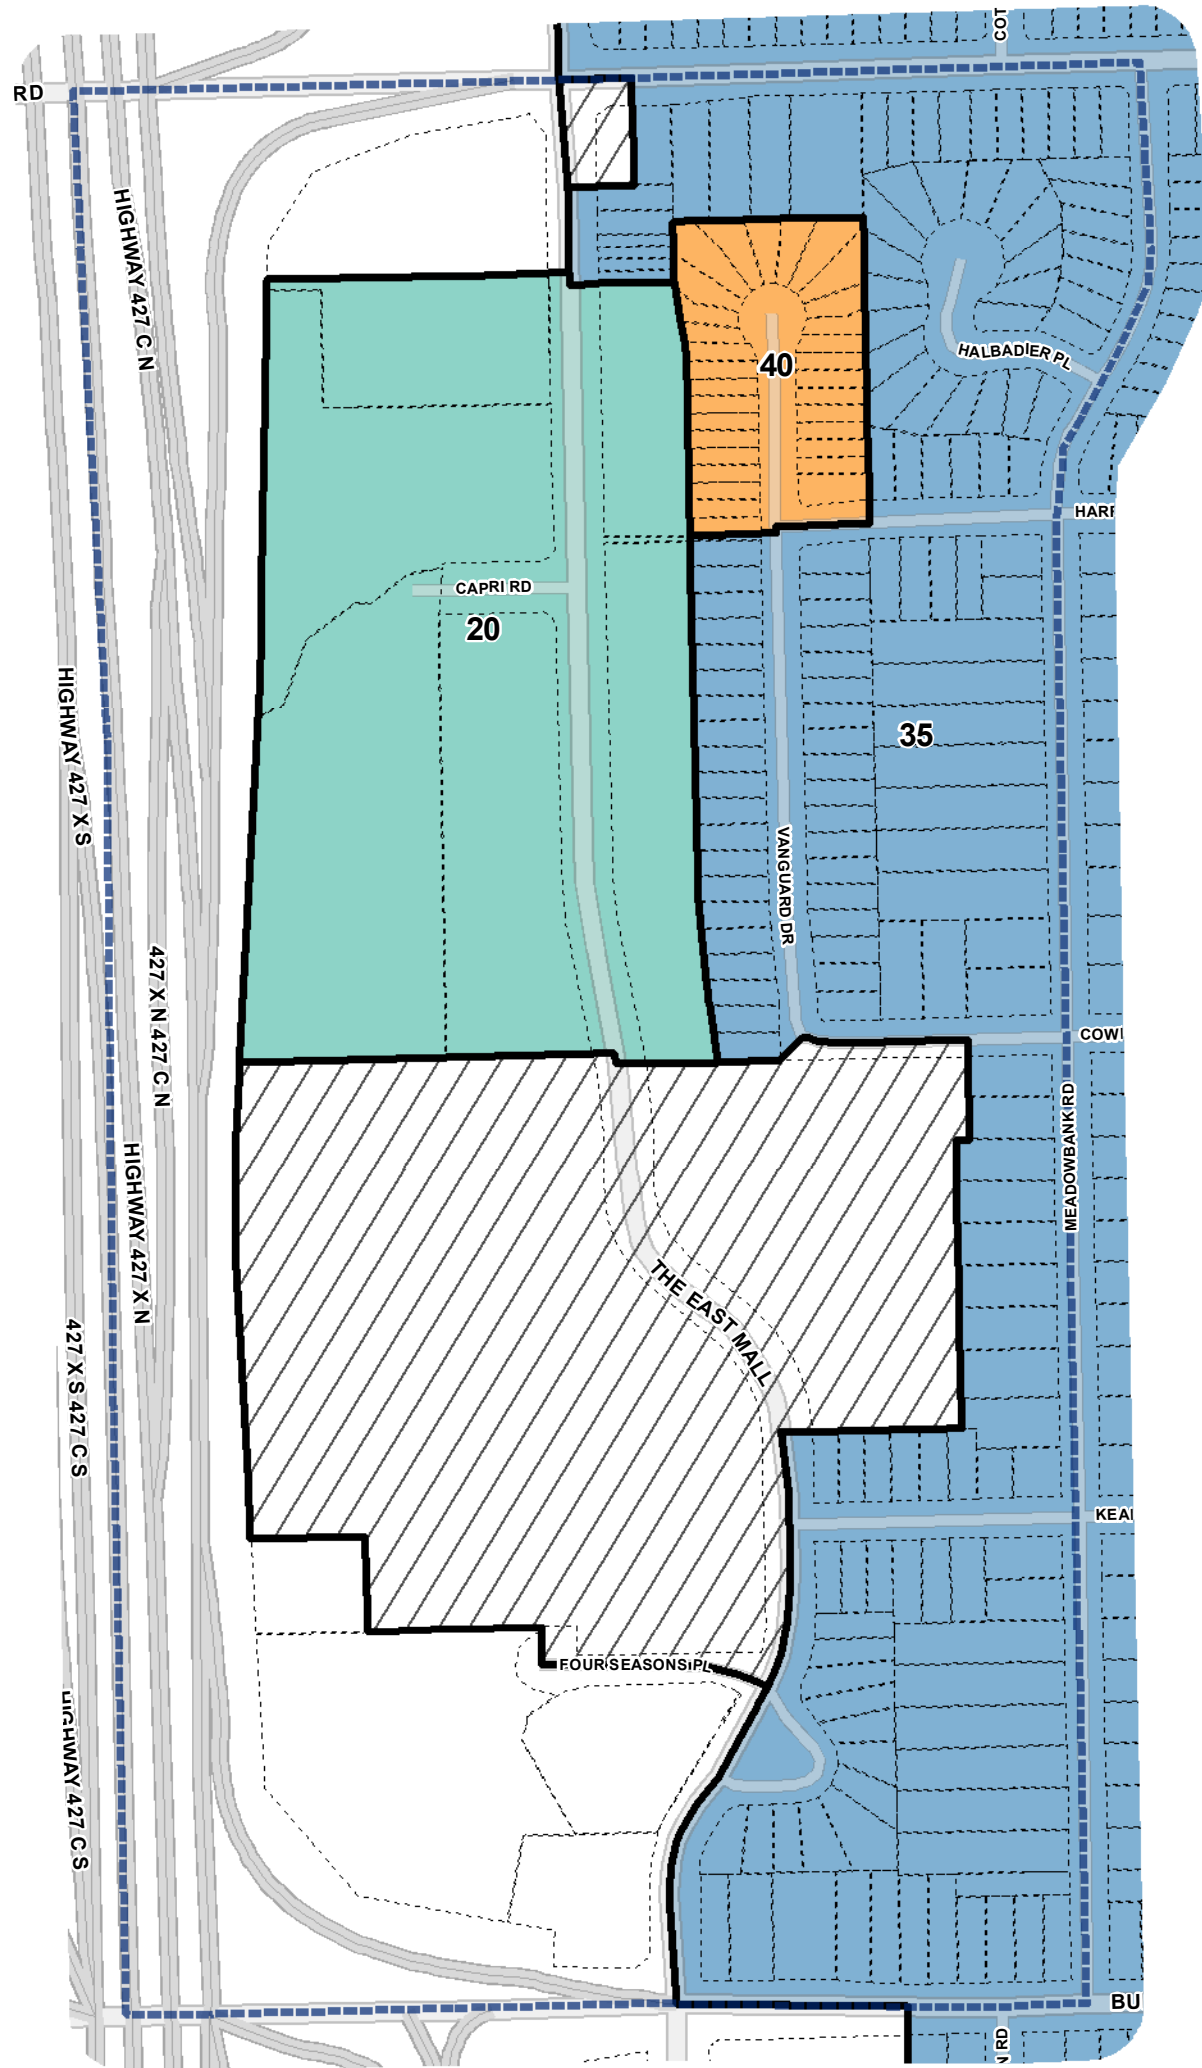 COT
RD
HIGHWAY 427 C N
HALBADIER PL
40
HARF
CAPRI RD
20
HIGHWAY 427 X S
35
VANGUARD DR
427 X N 427 C N
COWL
MEADOWBANK RD
HIGHWAY 427 X N
THE EAST MALL
427 X S 427 C S
KEA
FOUR SEASONS PL
HIGHWAY 427 C S
BU
N RD